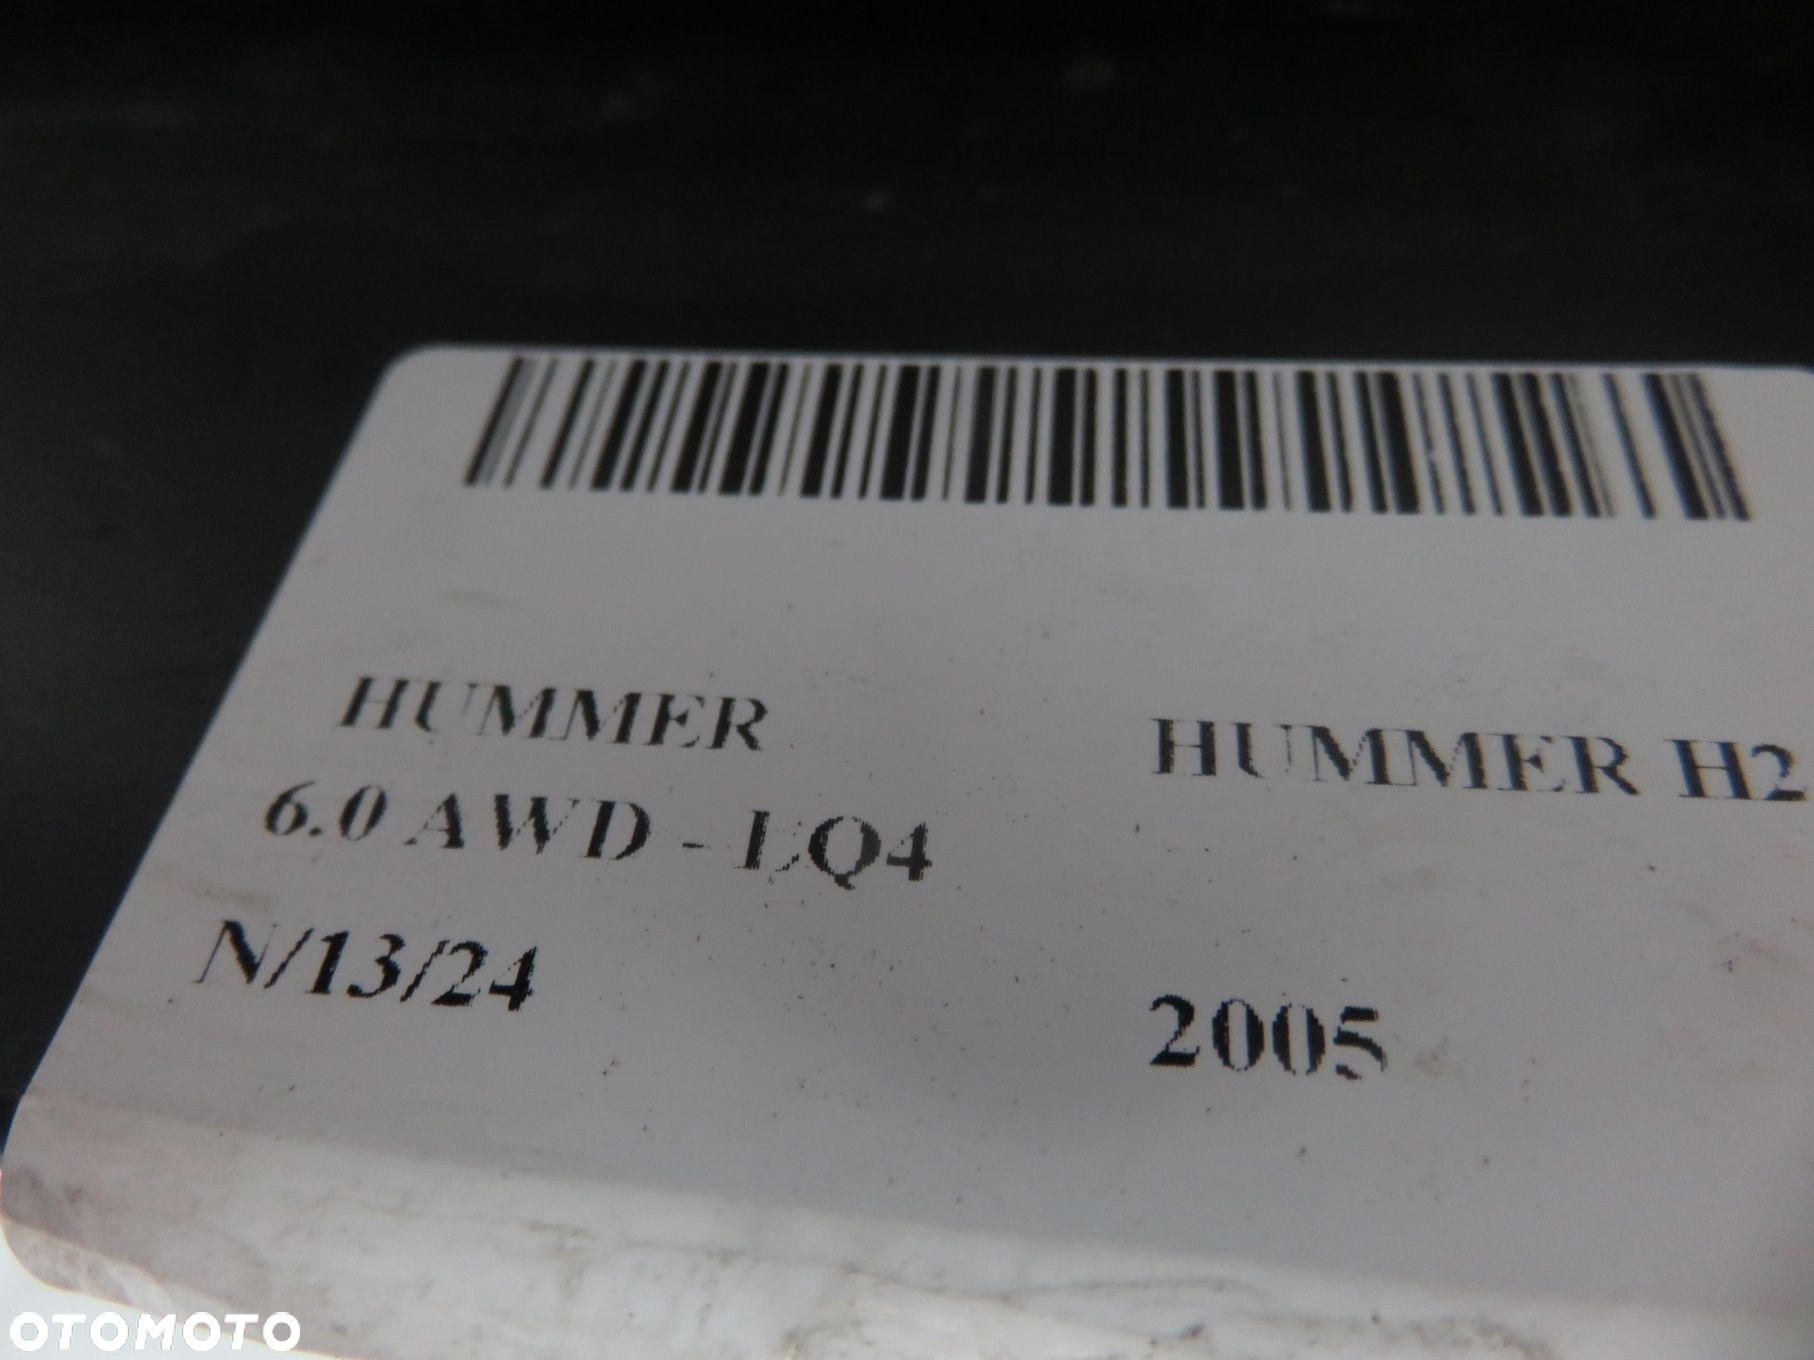 HUMMER HUMMER H2
6.0 AWD - LQ4
N/13/24 2005
OTOMOTO